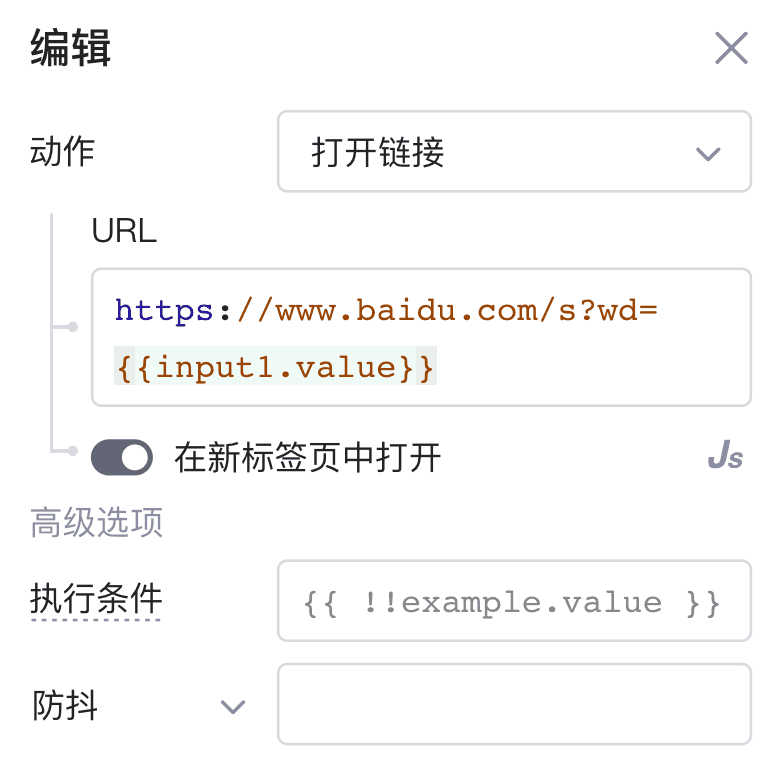 编辑
动作
打开链接
URL
https://www.baidu.com/s?wd=
{{input1.value}}
在新标签页中打开
Js
高级选项
执行条件
{{ !!example.value }}
防抖